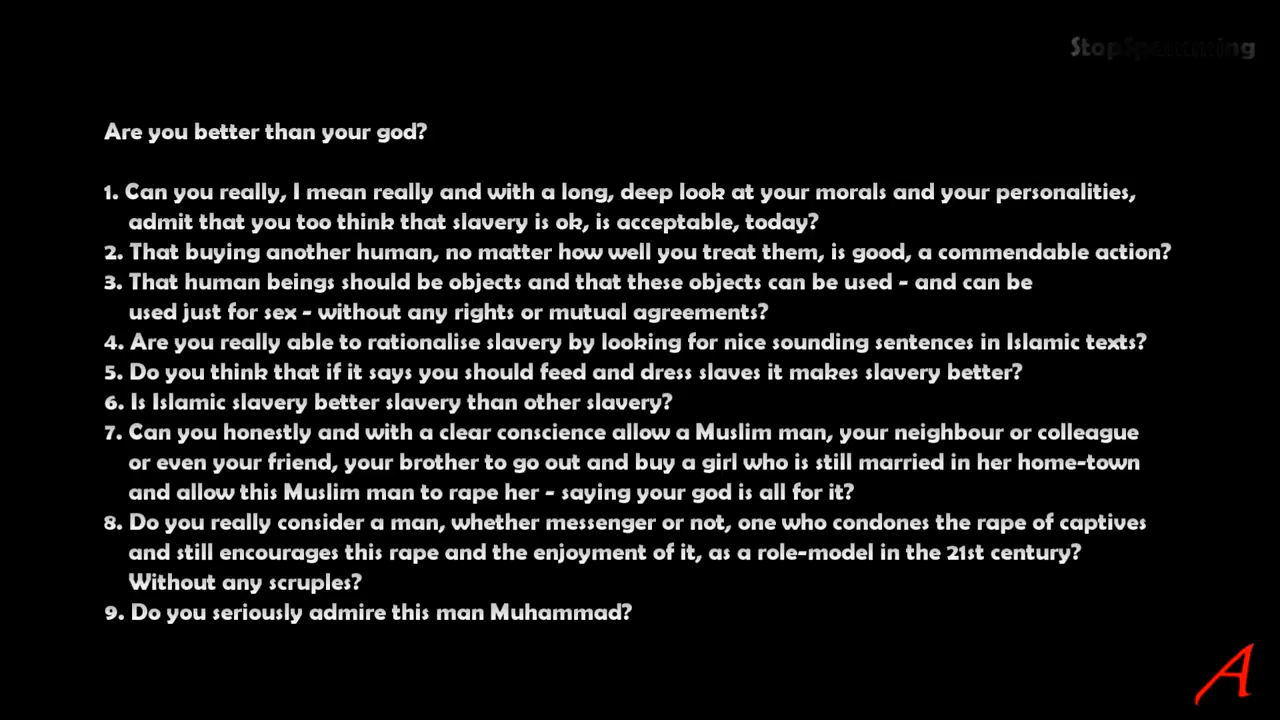 StopSpamming
Are you better than your god?
1. Can you really, I mean really and with a long, deep look at your morals and your personalities,
admit that you too think that slavery is ok, is acceptable, today?
2. That buying another human, no matter how well you treat them, is good, a commendable action?
3. That human beings should be objects and that these objects can be used - and can be
used just for sex - without any rights or mutual agreements?
4. Are you really able to rationalise slavery by looking for nice sounding sentences in Islamic texts?
5. Do you think that if it says you should feed and dress slaves it makes slavery better?
6. Is Islamic slavery better slavery than other slavery?
7. Can you honestly and with a clear conscience allow a Muslim man, your neighbour or colleague
or even your friend, your brother to go out and buy a girl who is still married in her home-town
and allow this Muslim man to rape her - saying your god is all for it?
8. Do you really consider a man, whether messenger or not, one who condones the rape of captives
and still encourages this rape and the enjoyment of it, as a role-model in the 21st century?
Without any scruples?
9. Do you seriously admire this man Muhammad?
A